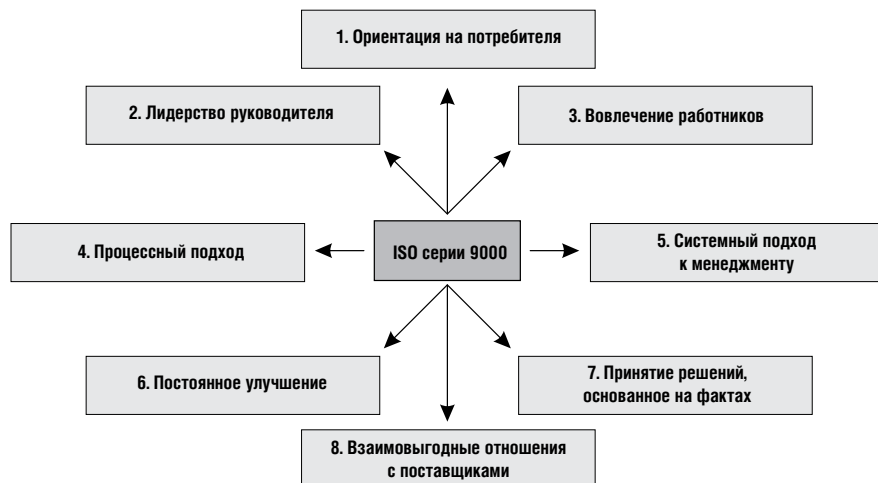 1. Ориентация на потребителя
2. Лидерство руководителя
3. Вовлечение работников
4. Процессный подход
ISO серии 9000
5. Системный подход
к менеджменту
6. Постоянное улучшение
7. Принятие решений,
основанное на фактах
8. Взаимовыгодные отношения
с поставщиками